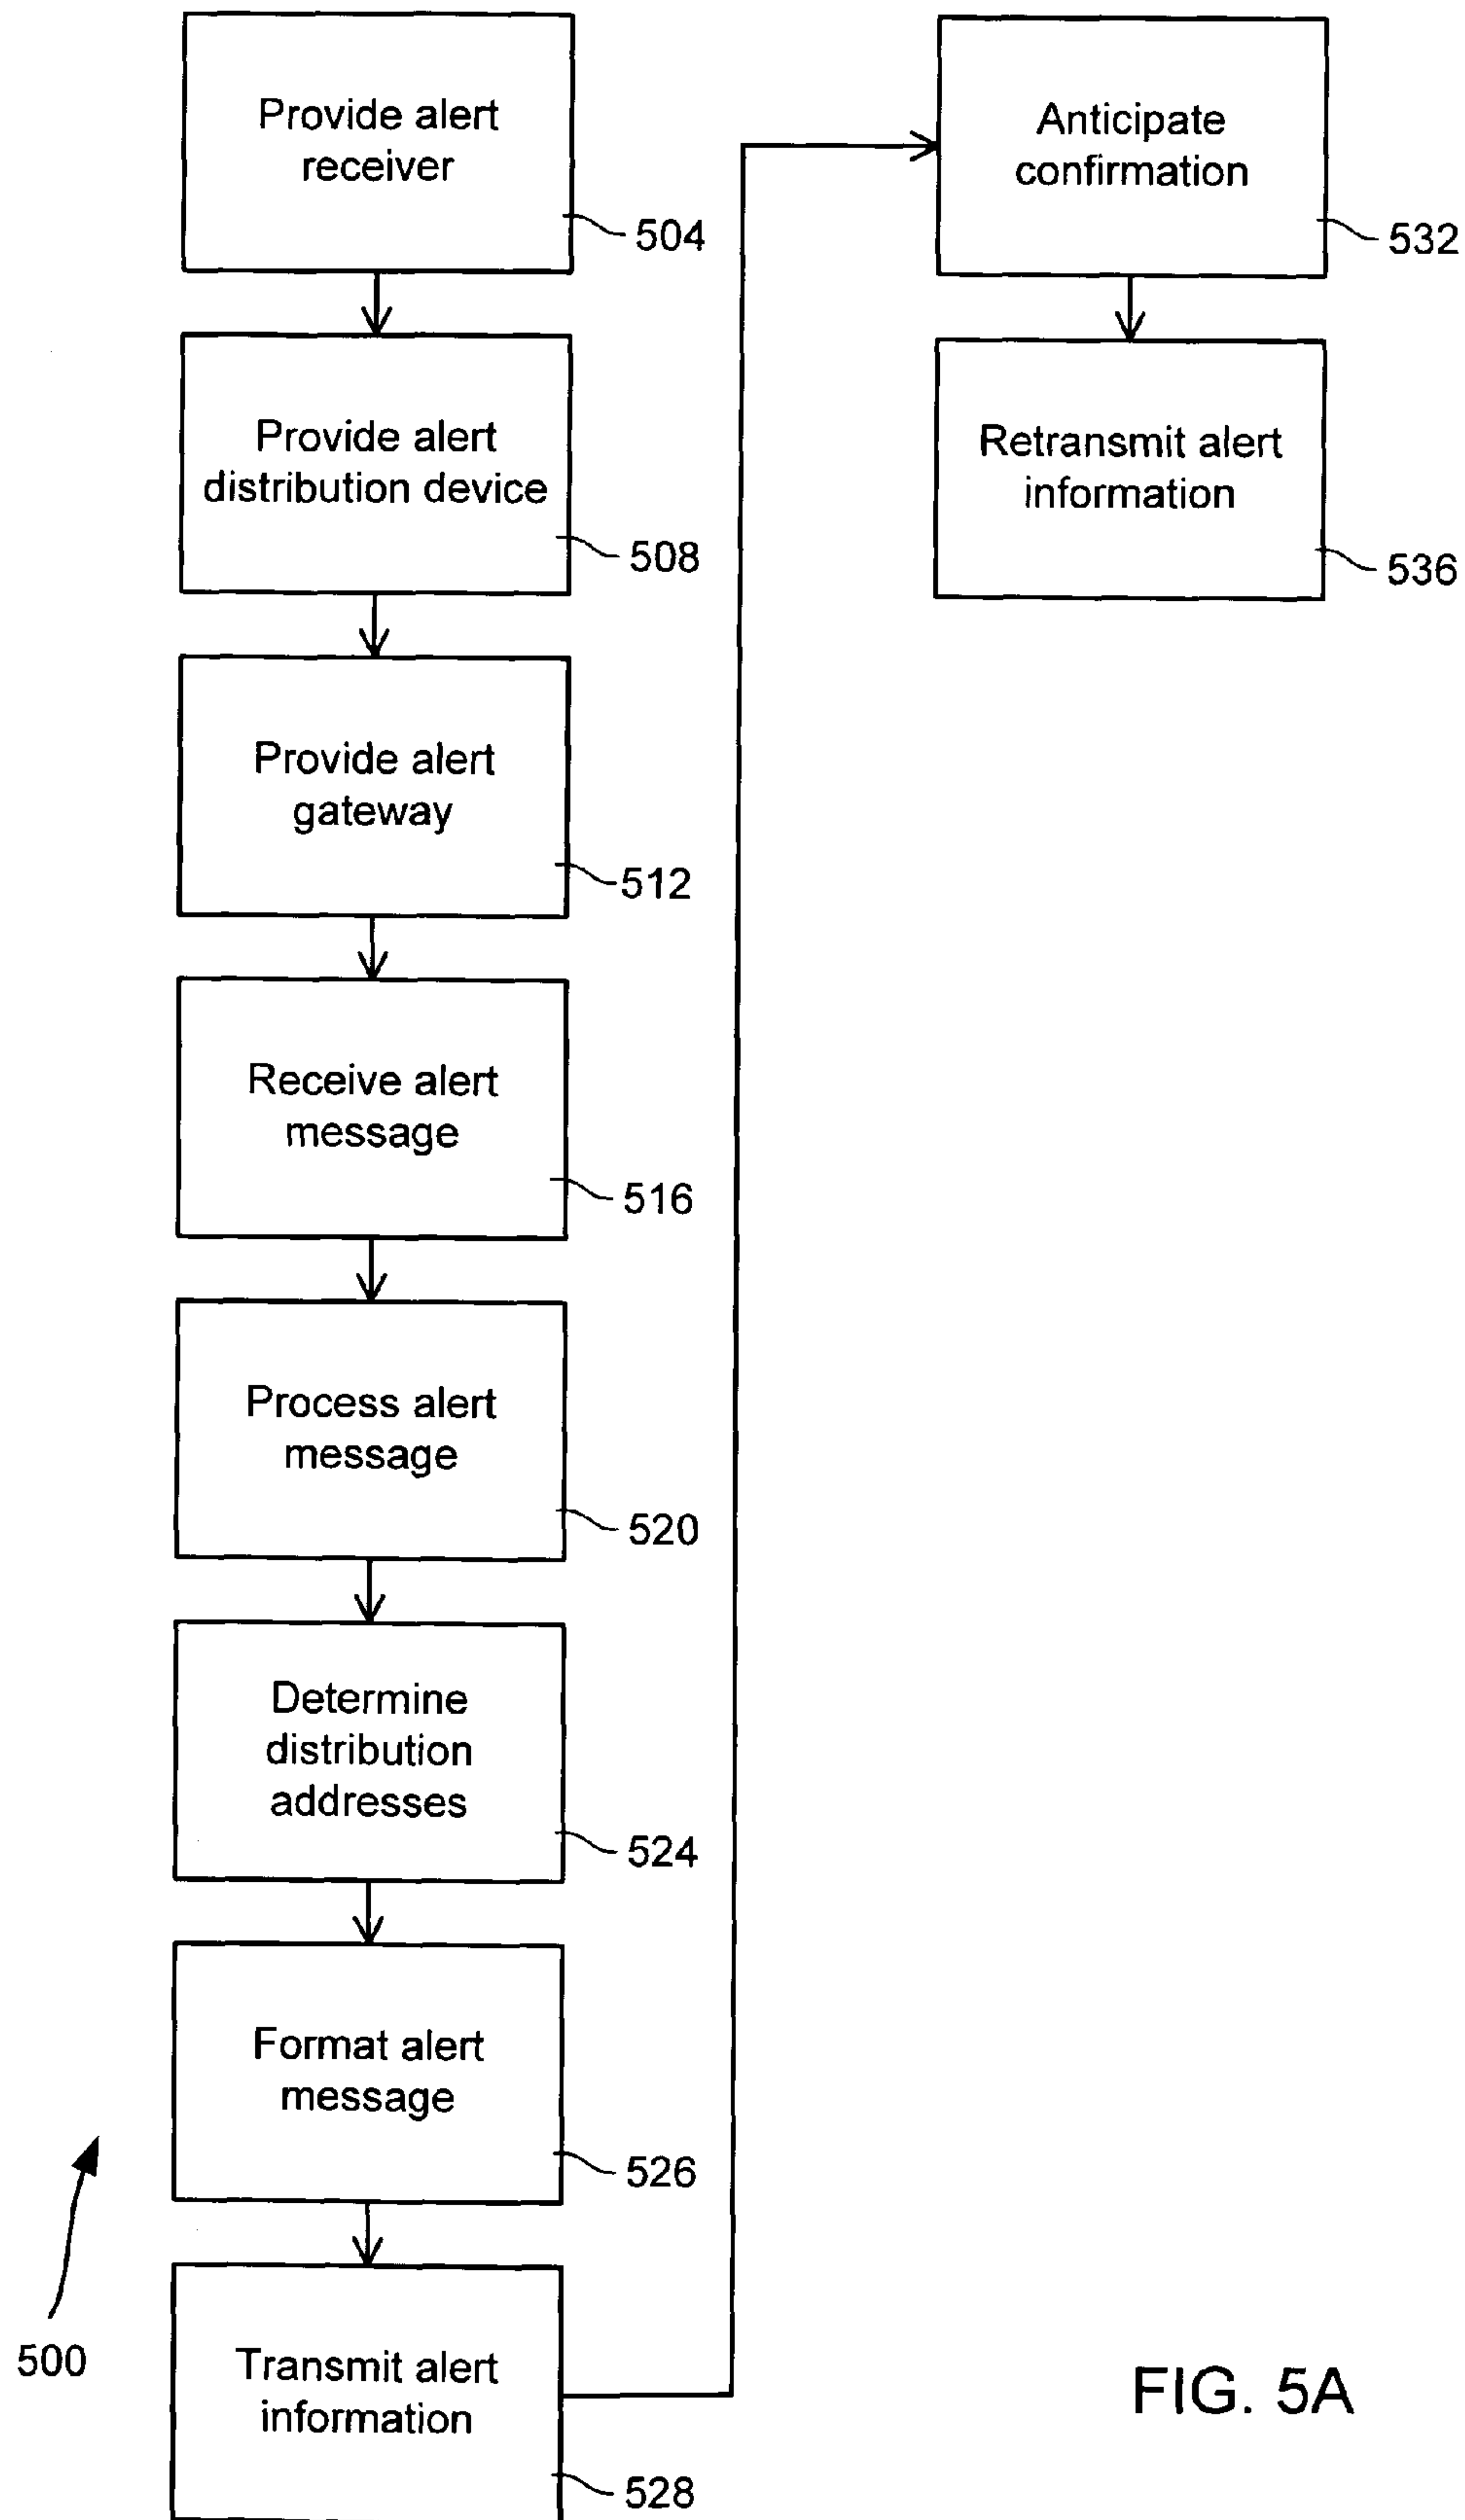 Provide alert
receiver
504
Provide alert
distribution device
508
Provide alert
gateway
512
Receive alert
message
516
Process alert
message
520
Determine
distribution
addresses
524
Format alert
message
526
Transmit alert
information
528
Anticipate
confirmation
532
Retransmit alert
information
536
500
FIG. 5A